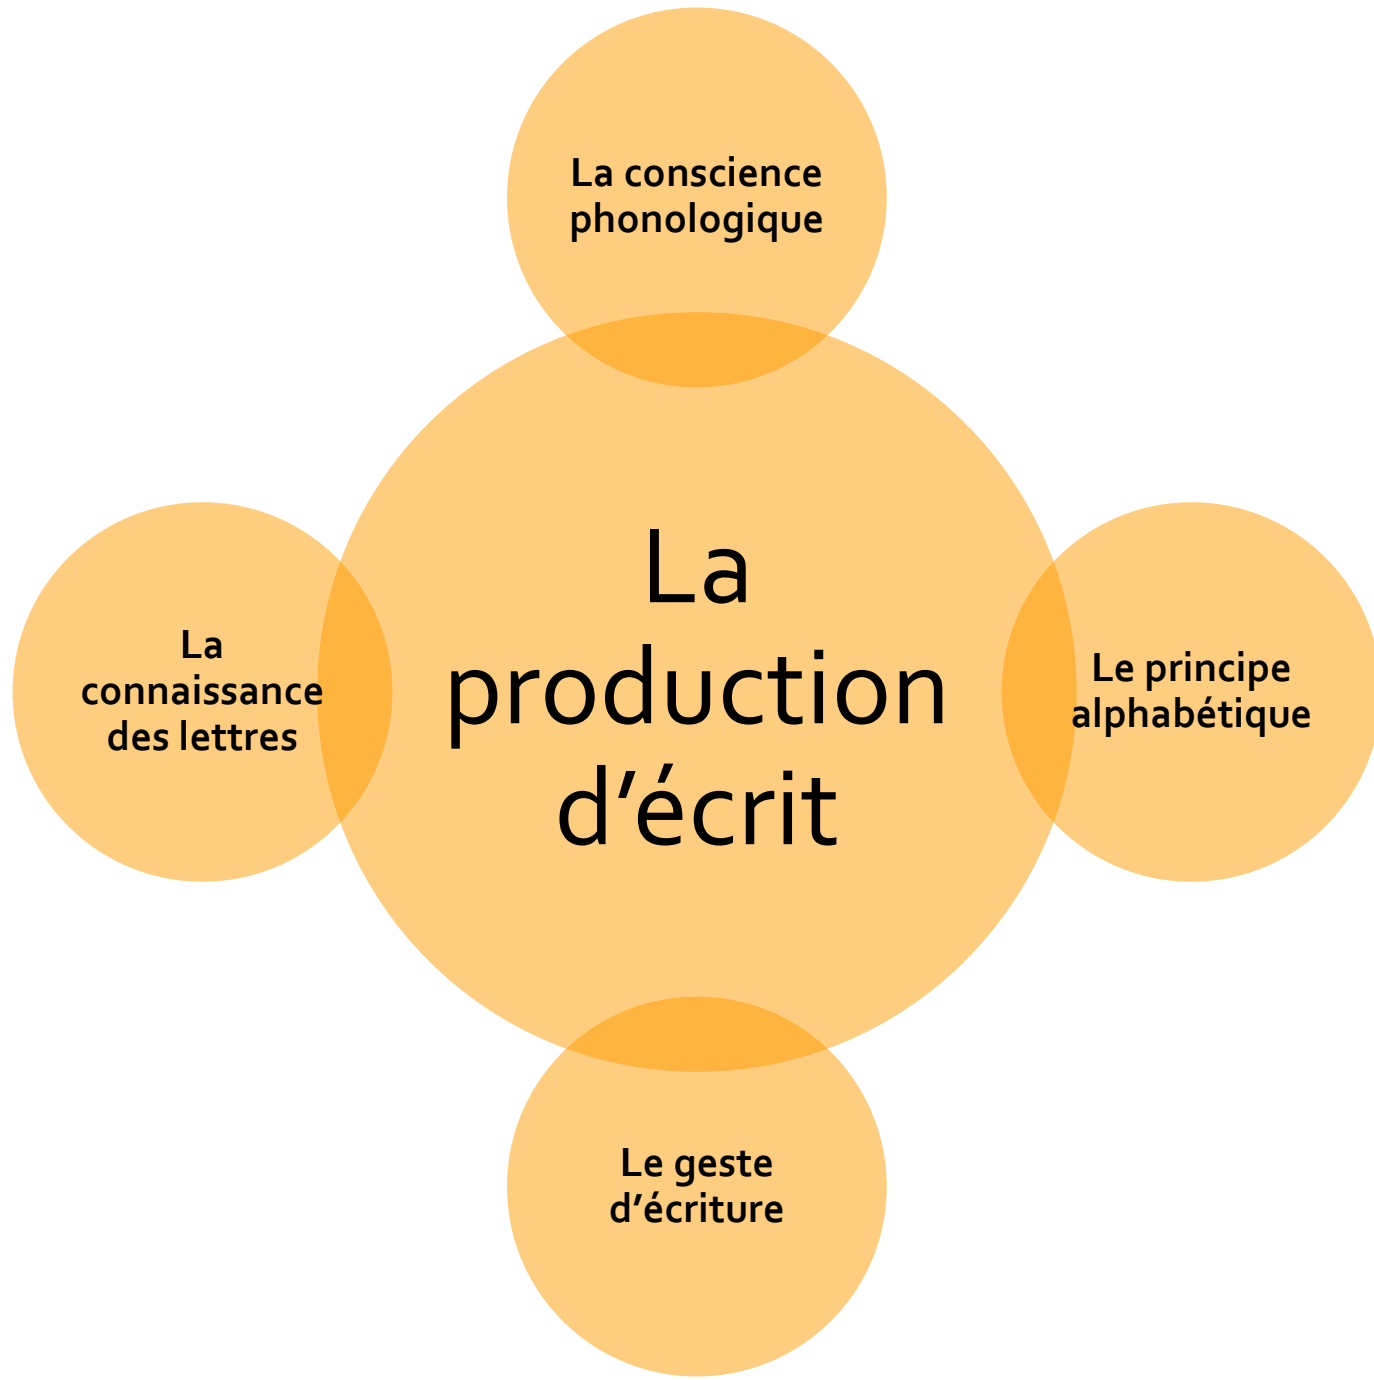 La conscience
phonologique
La
production
d’écrit
La
connaissance
des lettres
Le principe
alphabétique
Le geste
d’écriture